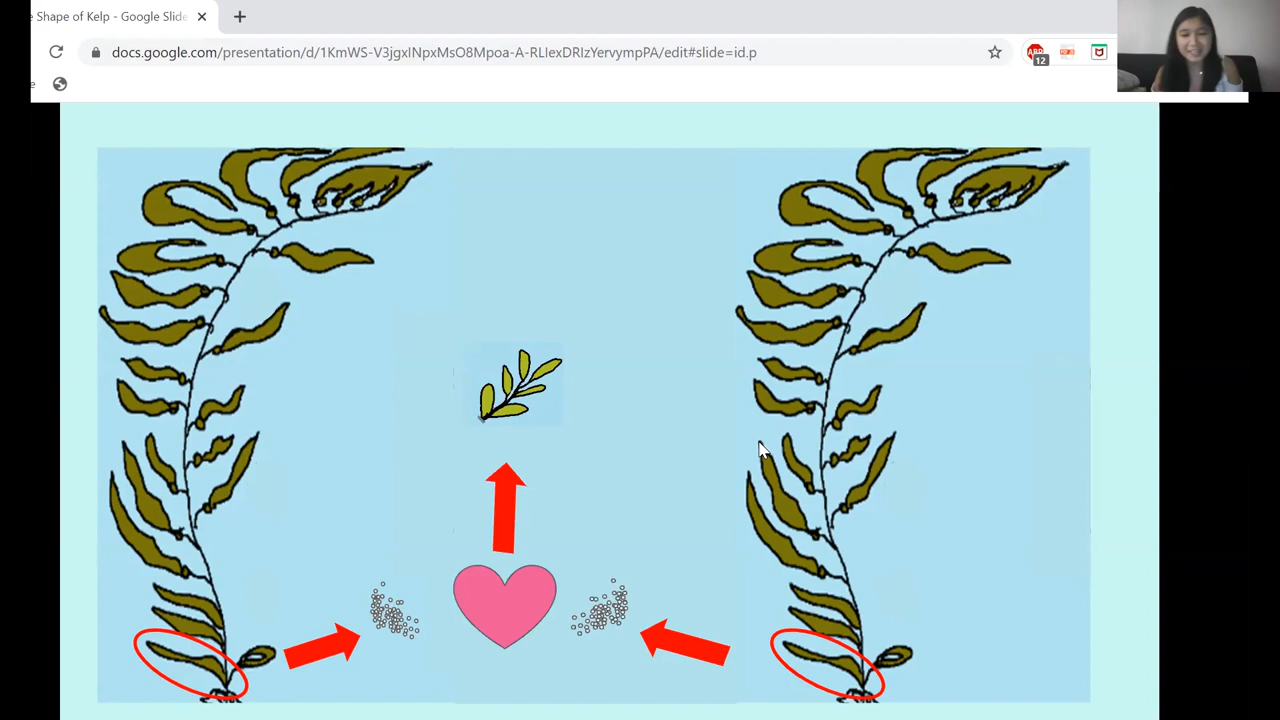 e Shape of Kelp - Google Slide
docs.google.com/presentation/d/1KmWS-V3jgxINpxMsO8Mpoa-A-RLIexDRIzYervympPA/edit#slide=id.p
12
e